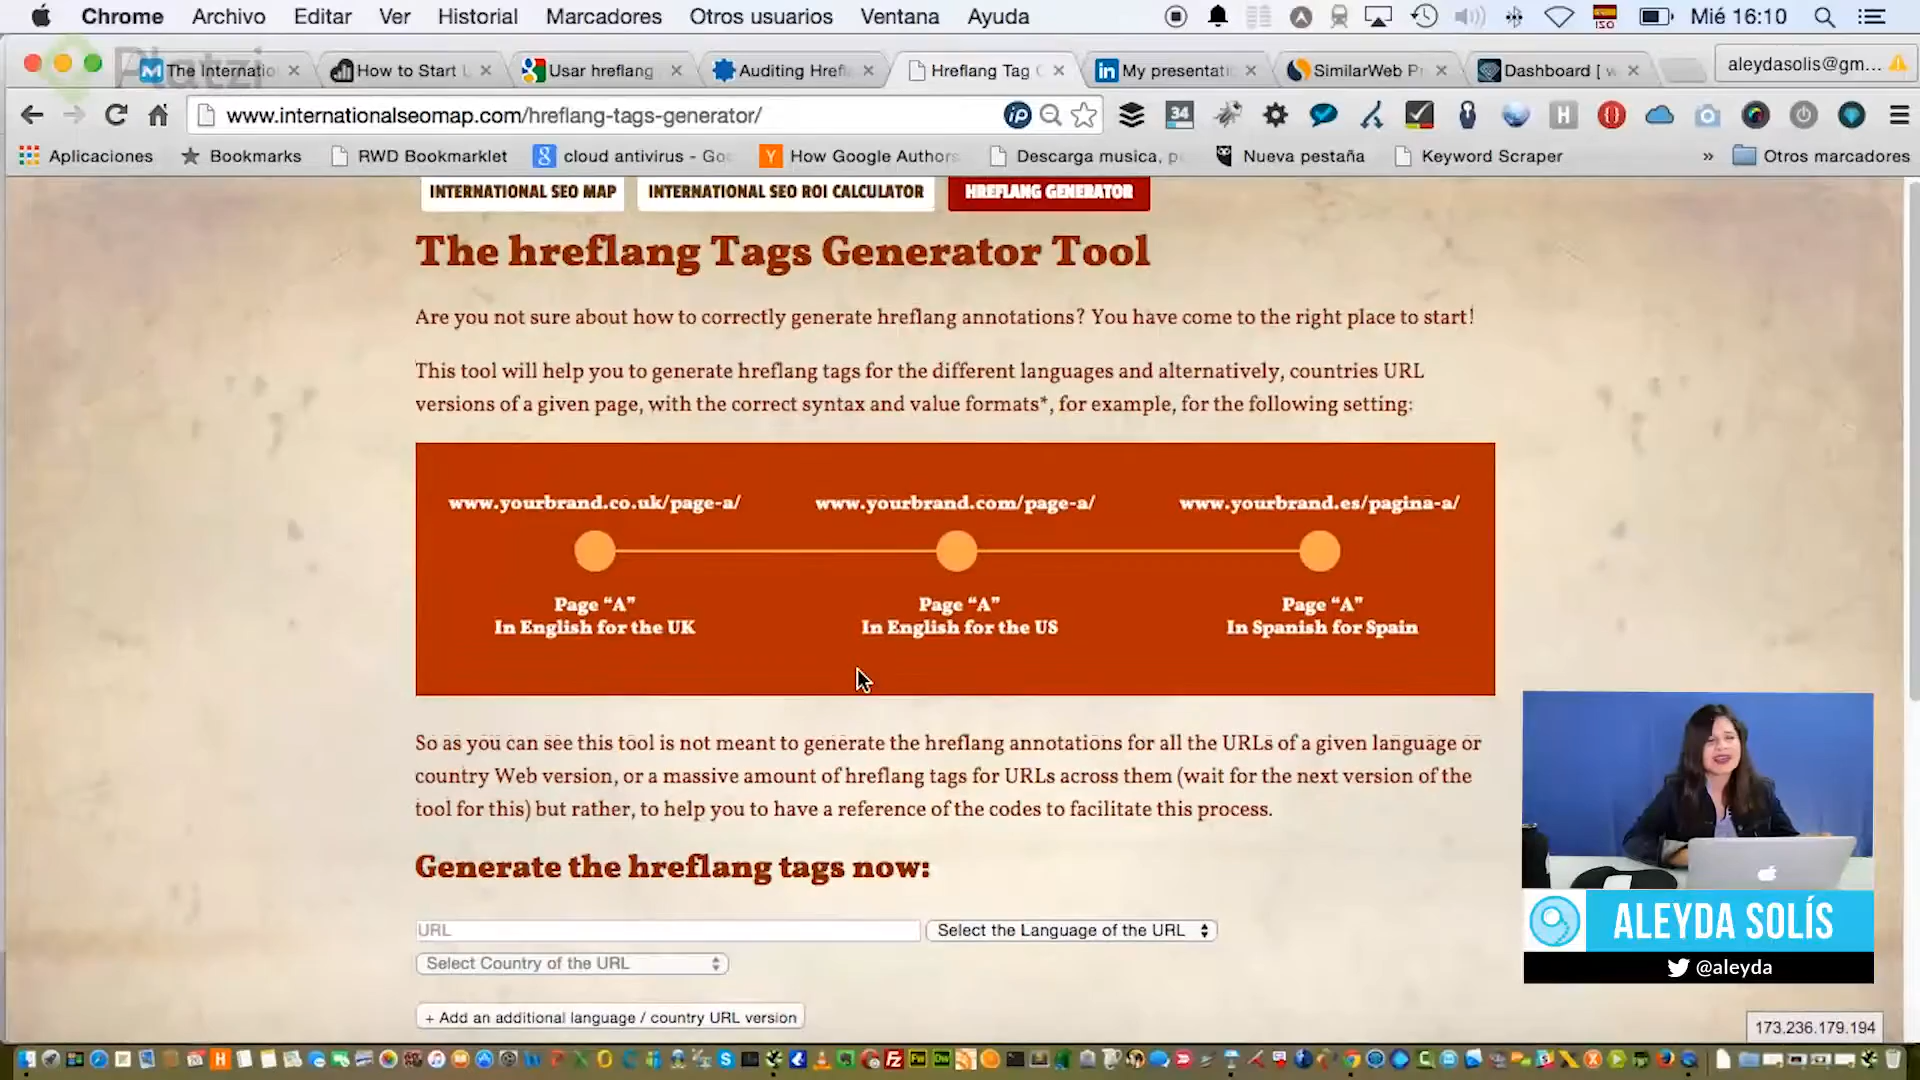 Chrome Archivo Editar Ver Historial Marcadores Otros usuarios Ventana Ayuda ISO Mié 16:10
Platzi
The Internatio
How to Start
Usar hreflang
Auditing Hrefl
Hreflang Tag
My presentati
SimilarWeb Pr
Dashboard [
aleydasolis@gm...
www.internationalseomap.com/hreflang-tags-generator/
34
Aplicaciones Bookmarks RWD Bookmarklet cloud antivirus - Go How Google Authors Descarga musica, p Nueva pestaña Keyword Scraper » Otros marcadores
INTERNATIONAL SEO MAP INTERNATIONAL SEO ROI CALCULATOR HREFLANG GENERATOR
The hreflang Tags Generator Tool
Are you not sure about how to correctly generate hreflang annotations? You have come to the right place to start!
This tool will help you to generate hreflang tags for the different languages and alternatively, countries URL
versions of a given page, with the correct syntax and value formats*, for example, for the following setting:
www.yourbrand.co.uk/page-a/ www.yourbrand.com/page-a/ www.yourbrand.es/pagina-a/
Page “A” Page “A” Page “A”
In English for the UK In English for the US In Spanish for Spain
So as you can see this tool is not meant to generate the hreflang annotations for all the URLs of a given language or
country Web version, or a massive amount of hreflang tags for URLs across them (wait for the next version of the
tool for this) but rather, to help you to have a reference of the codes to facilitate this process.
Generate the hreflang tags now:
URL Select the Language of the URL
Select Country of the URL
+ Add an additional language / country URL version
ALEYDA SOLÍS
@aleyda
173.236.179.194